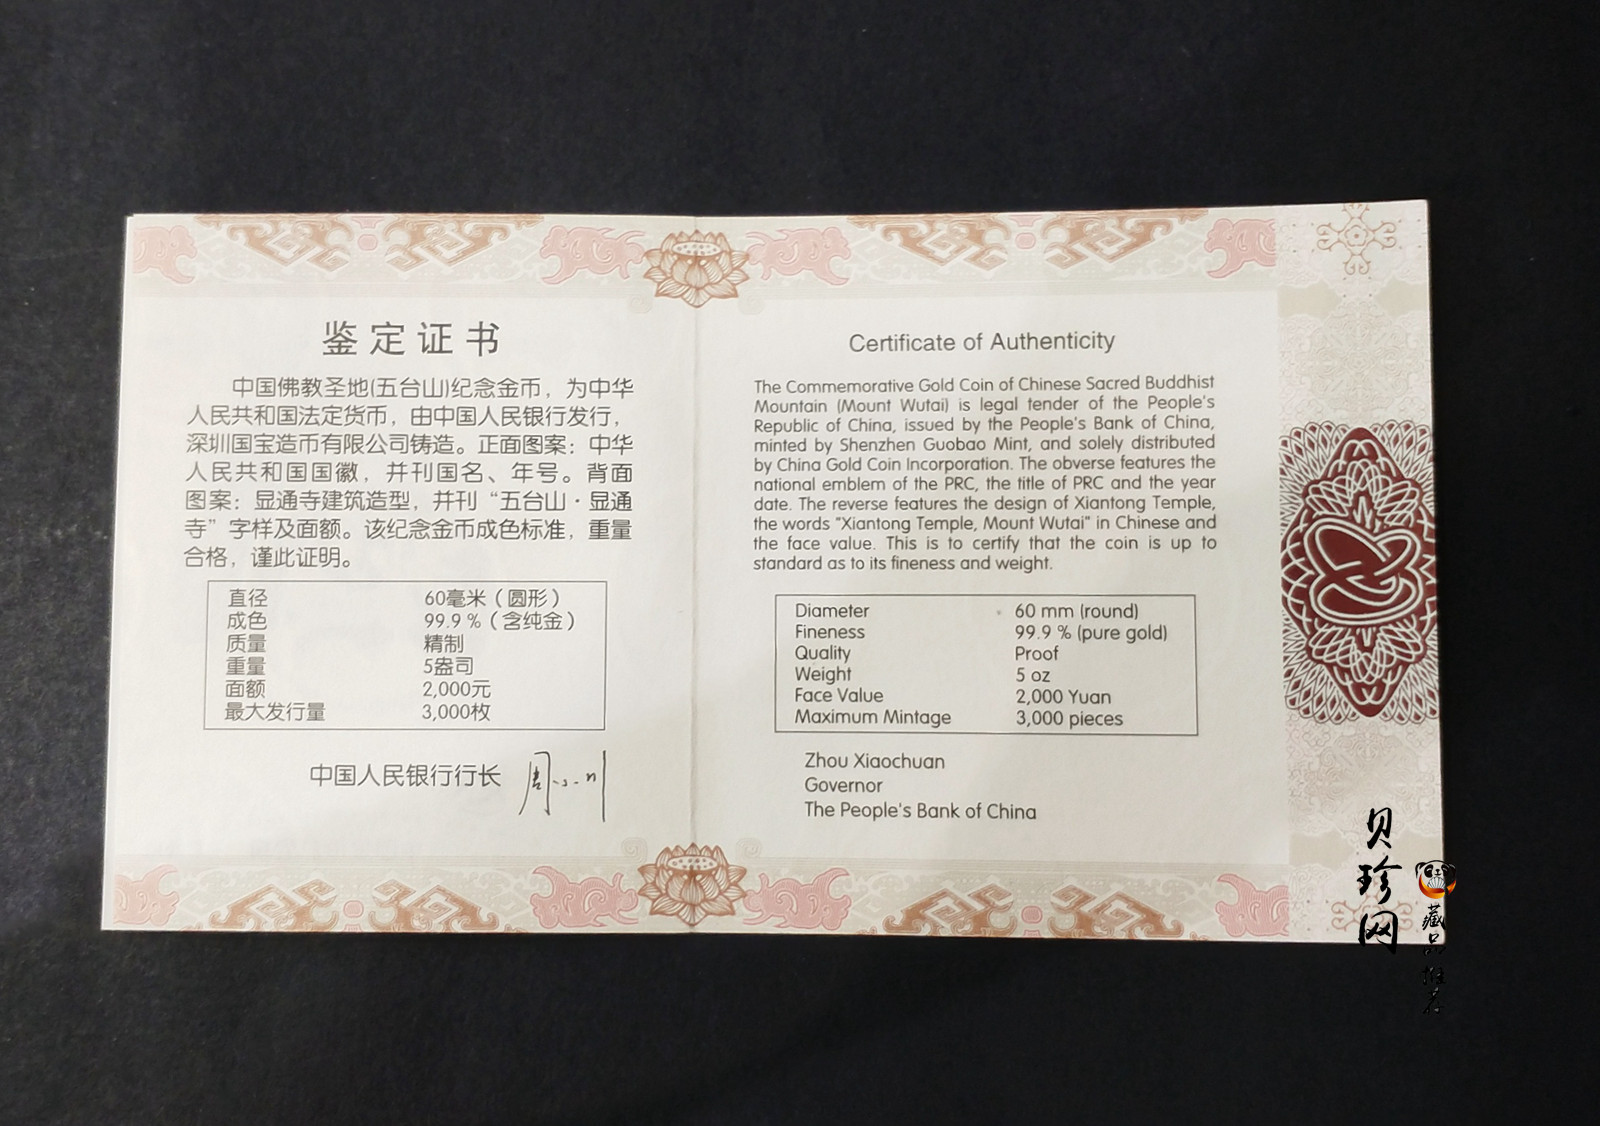 鉴定证书
中国佛教圣地(五台山)纪念金币，为中华
人民共和国法定货币，由中国人民银行发行，
深圳国宝造币有限公司铸造。正面图案：中华
人民共和国国徽，并刊国名、年号。背面
图案：显通寺建筑造型，并刊“五台山·显通
寺”字样及面额。该纪念金币成色标准，重量
合格，谨此证明。
直径 60毫米（圆形）
成色 99.9％（含纯金）
质量 精制
重量 5盎司
面额 2,000元
最大发行量 3,000枚
中国人民银行行长 周小川
Certificate of Authenticity
The Commemorative Gold Coin of Chinese Sacred Buddhist
Mountain (Mount Wutai) is legal tender of the People's
Republic of China, issued by the People's Bank of China,
minted by Shenzhen Guobao Mint, and solely distributed
by China Gold Coin Incorporation. The obverse features the
national emblem of the PRC, the title of PRC and the year
date. The reverse features the design of Xiantong Temple,
the words "Xiantong Temple, Mount Wutai" in Chinese and
the face value. This is to certify that the coin is up to
standard as to its fineness and weight.
Diameter 60 mm (round)
Fineness 99.9 % (pure gold)
Quality Proof
Weight 5 oz
Face Value 2,000 Yuan
Maximum Mintage 3,000 pieces
Zhou Xiaochuan
Governor
The People's Bank of China
贝珍网
藏品推荐